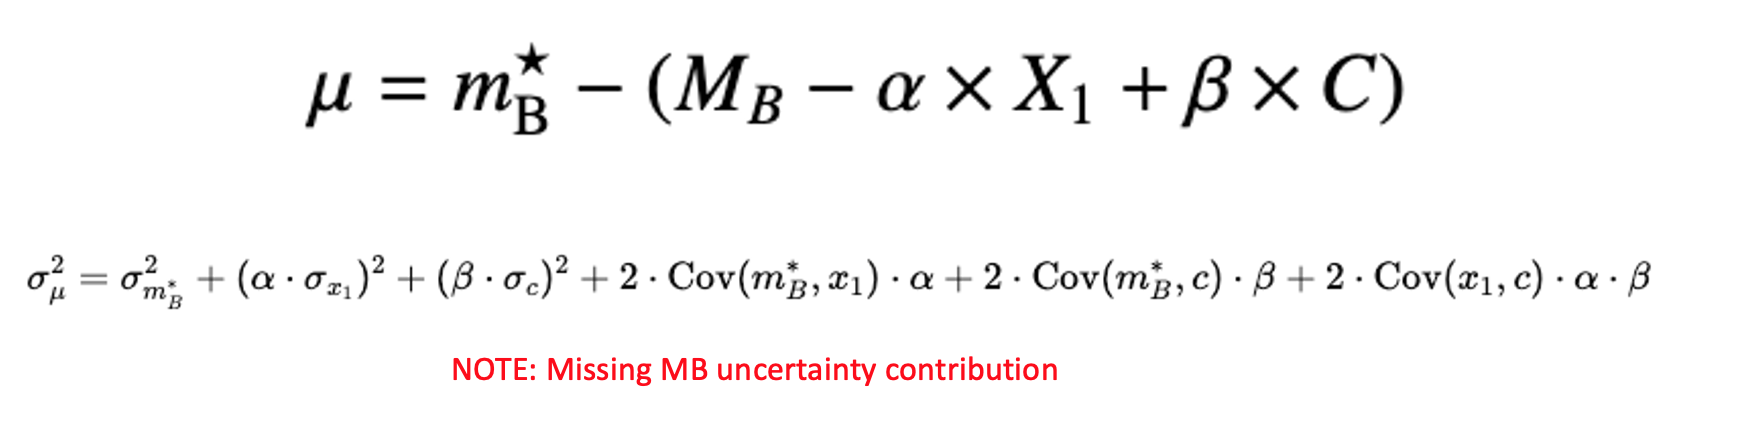 μ = m★B − (MB − α × X1 + β × C)
σ²μ = σ²m*B + (α · σx1)² + (β · σc)² + 2 · Cov(m*B, x1) · α + 2 · Cov(m*B, c) · β + 2 · Cov(x1, c) · α · β
NOTE: Missing MB uncertainty contribution